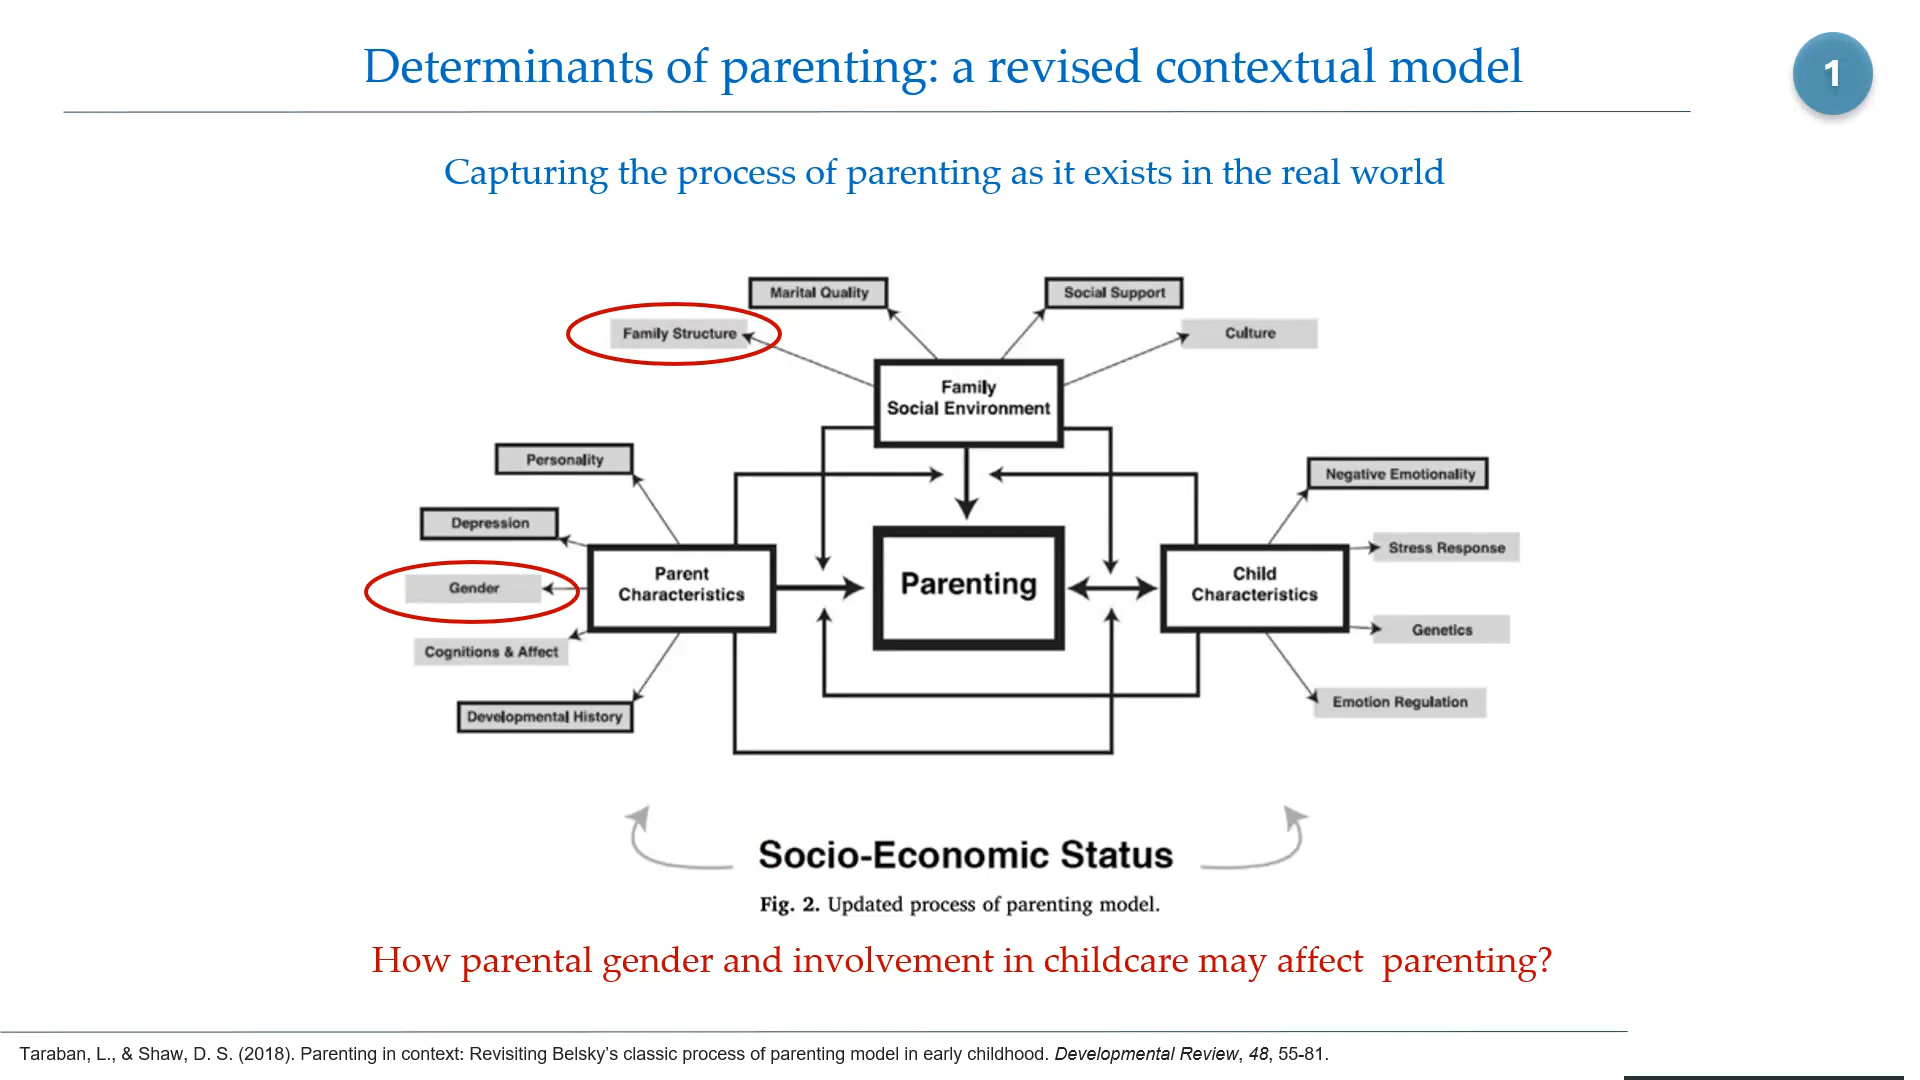 Determinants of parenting: a revised contextual model
1
Capturing the process of parenting as it exists in the real world
Marital Quality
Social Support
Family Structure
Culture
Family
Social Environment
Personality
Negative Emotionality
Depression
Stress Response
Parent
Characteristics
Parenting
Child
Characteristics
Gender
Genetics
Cognitions & Affect
Emotion Regulation
Developmental History
Socio-Economic Status
Fig. 2. Updated process of parenting model.
How parental gender and involvement in childcare may affect  parenting?
Taraban, L., & Shaw, D. S. (2018). Parenting in context: Revisiting Belsky’s classic process of parenting model in early childhood. Developmental Review, 48, 55-81.